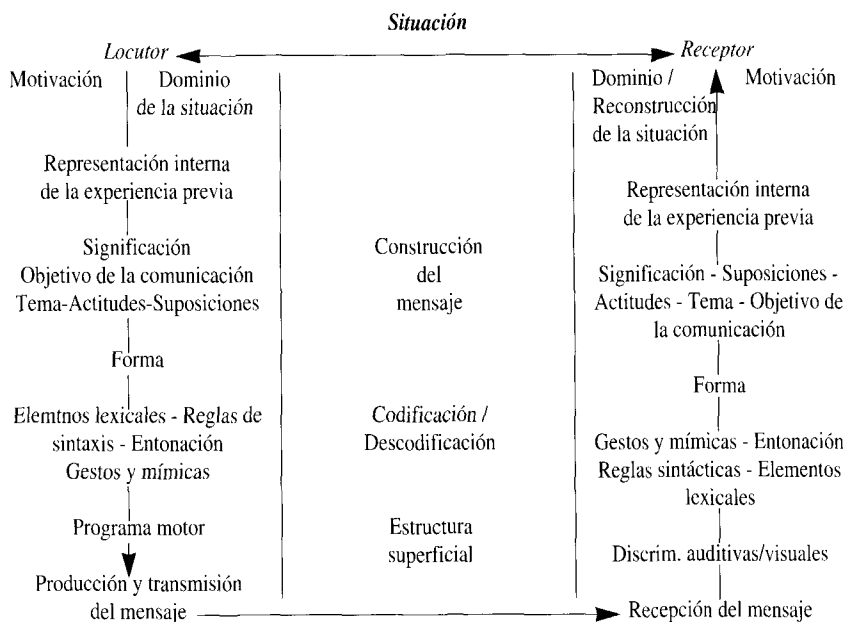 Situación
Locutor
Receptor
Motivación
Dominio
de la situación
Representación interna
de la experiencia previa
Significación
Objetivo de la comunicación
Tema-Actitudes-Suposiciones
Forma
Elemtnos lexicales - Reglas de
sintaxis - Entonación
Gestos y mímicas
Programa motor
Producción y transmisión
del mensaje
Construcción
del
mensaje
Codificación /
Descodificación
Estructura
superficial
Dominio /
Reconstrucción
de la situación
Motivación
Representación interna
de la experiencia previa
Significación - Suposiciones -
Actitudes - Tema - Objetivo de
la comunicación
Forma
Gestos y mímicas - Entonación
Reglas sintácticas - Elementos
lexicales
Discrim. auditivas/visuales
Recepción del mensaje